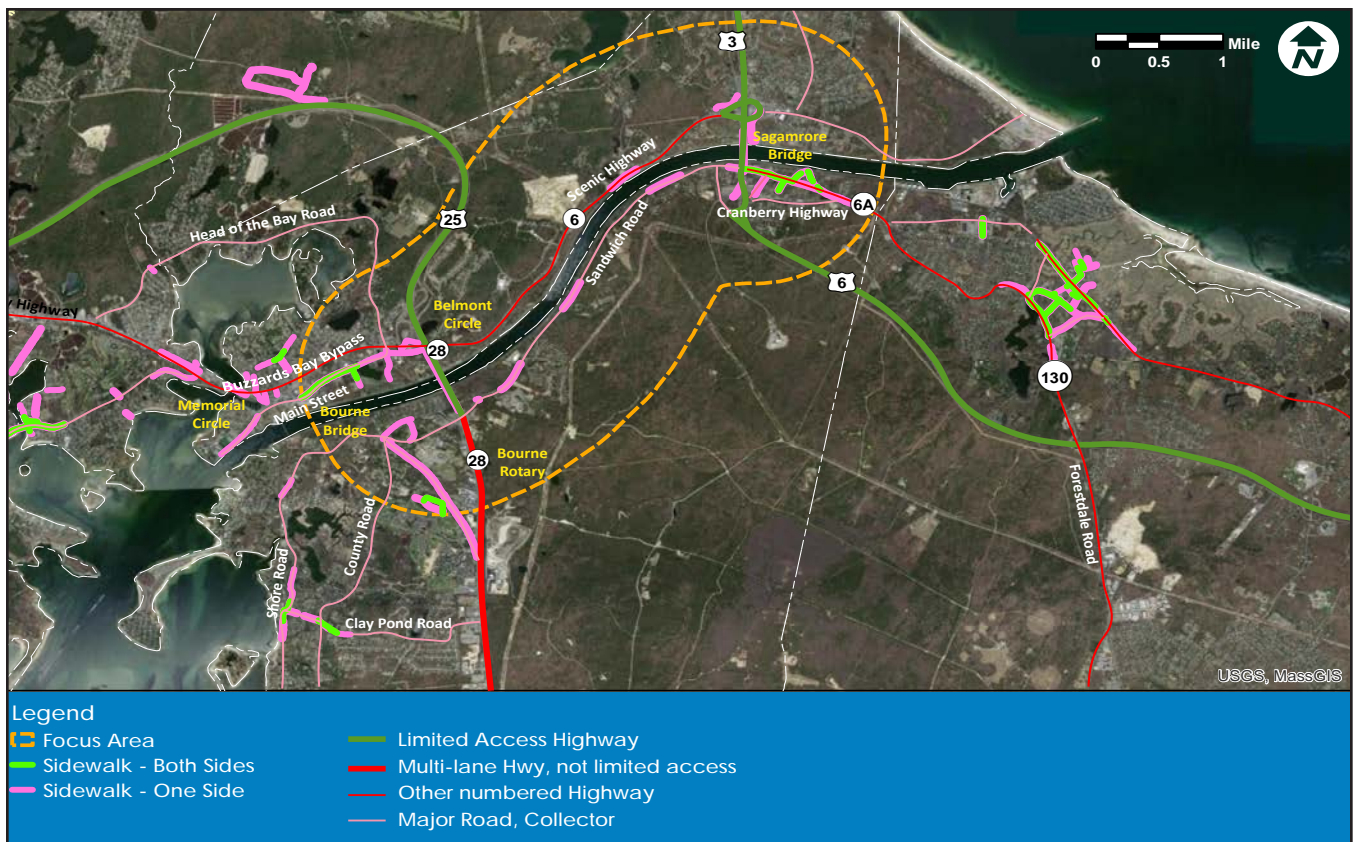 3
Mile
0 0.5 1
N
Sagamrore
Bridge
Scenic Highway
6A
Cranberry Highway
25
6
Head of the Bay Road
Sandwich Road
6
Belmont
Circle
y Highway
28
Buzzards Bay Bypass
130
Main Street
Memorial
Circle
Bourne
Bridge
28
Bourne
Rotary
County Road
Forestdale Road
Shore Road
Clay Pond Road
USGS, MassGIS
Legend
Focus Area
Sidewalk - Both Sides
Sidewalk - One Side
Limited Access Highway
Multi-lane Hwy, not limited access
Other numbered Highway
Major Road, Collector